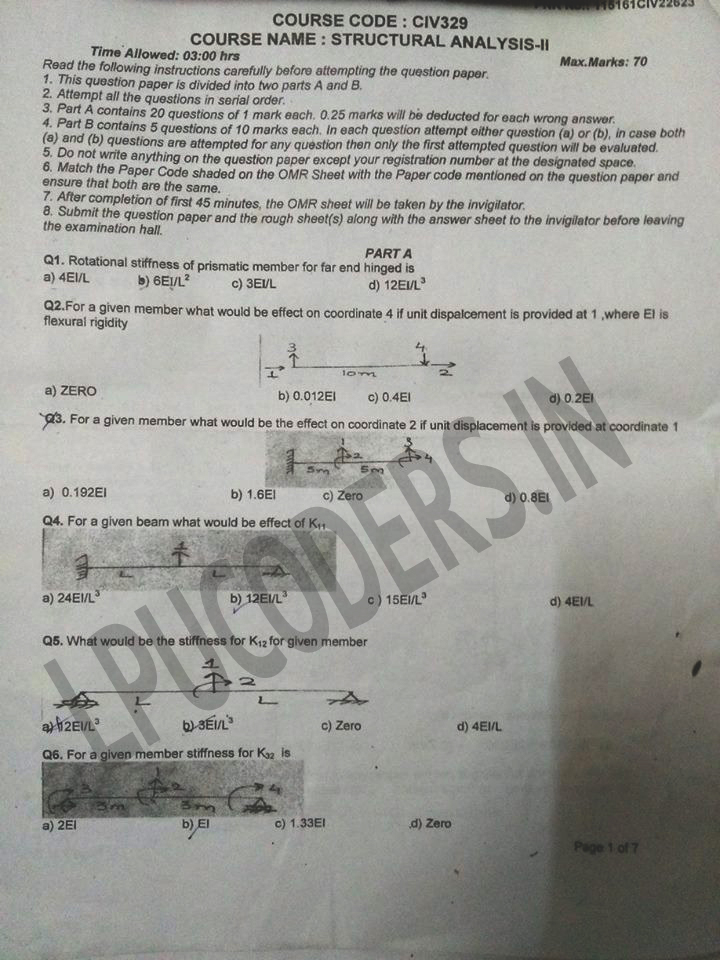 115161CIV22623
COURSE CODE : CIV329
COURSE NAME : STRUCTURAL ANALYSIS-II
Time Allowed: 03:00 hrs Max.Marks: 70
Read the following instructions carefully before attempting the question paper.
1. This question paper is divided into two parts A and B.
2. Attempt all the questions in serial order.
3. Part A contains 20 questions of 1 mark each. 0.25 marks will be deducted for each wrong answer.
4. Part B contains 5 questions of 10 marks each. In each question attempt either question (a) or (b), in case both
(a) and (b) questions are attempted for any question then only the first attempted question will be evaluated.
5. Do not write anything on the question paper except your registration number at the designated space.
6. Match the Paper Code shaded on the OMR Sheet with the Paper code mentioned on the question paper and
ensure that both are the same.
7. After completion of first 45 minutes, the OMR sheet will be taken by the invigilator.
8. Submit the question paper and the rough sheet(s) along with the answer sheet to the invigilator before leaving
the examination hall.
PART A
Q1. Rotational stiffness of prismatic member for far end hinged is
a) 4EI/L b) 6EI/L² c) 3EI/L d) 12EI/L³
Q2.For a given member what would be effect on coordinate 4 if unit dispalcement is provided at 1 ,where EI is
flexural rigidity
3 4
1 10m 2
a) ZERO b) 0.012EI c) 0.4EI d) 0.2EI
Q3. For a given member what would be the effect on coordinate 2 if unit displacement is provided at coordinate 1
1 3
2 4
5m 5m
a) 0.192EI b) 1.6EI c) Zero d) 0.8EI
Q4. For a given beam what would be effect of K₁₁
1
L L
a) 24EI/L³ b) 12EI/L³ c ) 15EI/L³ d) 4EI/L
Q5. What would be the stiffness for K₁₂ for given member
1
2
L L
a) 12EI/L³ b) 3EI/L³ c) Zero d) 4EI/L
Q6. For a given member stiffness for K₃₂ is
3 1 2 4
3m 3m
a) 2EI b) EI c) 1.33EI d) Zero
Page 1 of 7
LPUCODERS.IN